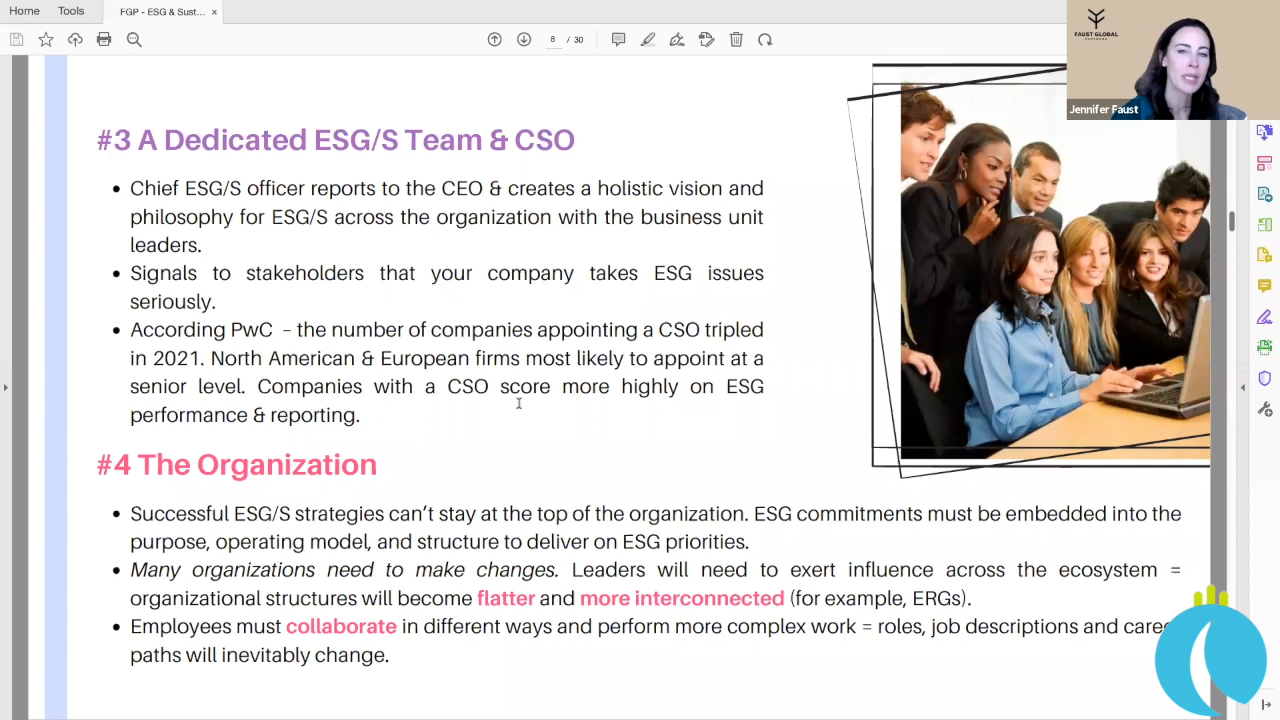 Home Tools FGP - ESG & Sust... ×
8 / 30
FAUST GLOBAL
PARTNERS
Jennifer Faust
#3 A Dedicated ESG/S Team & CSO
• Chief ESG/S officer reports to the CEO & creates a holistic vision and
philosophy for ESG/S across the organization with the business unit
leaders.
• Signals to stakeholders that your company takes ESG issues
seriously.
• According PwC – the number of companies appointing a CSO tripled
in 2021. North American & European firms most likely to appoint at a
senior level. Companies with a CSO score more highly on ESG
performance & reporting.
#4 The Organization
• Successful ESG/S strategies can’t stay at the top of the organization. ESG commitments must be embedded into the
purpose, operating model, and structure to deliver on ESG priorities.
• Many organizations need to make changes. Leaders will need to exert influence across the ecosystem =
organizational structures will become flatter and more interconnected (for example, ERGs).
• Employees must collaborate in different ways and perform more complex work = roles, job descriptions and caree
paths will inevitably change.